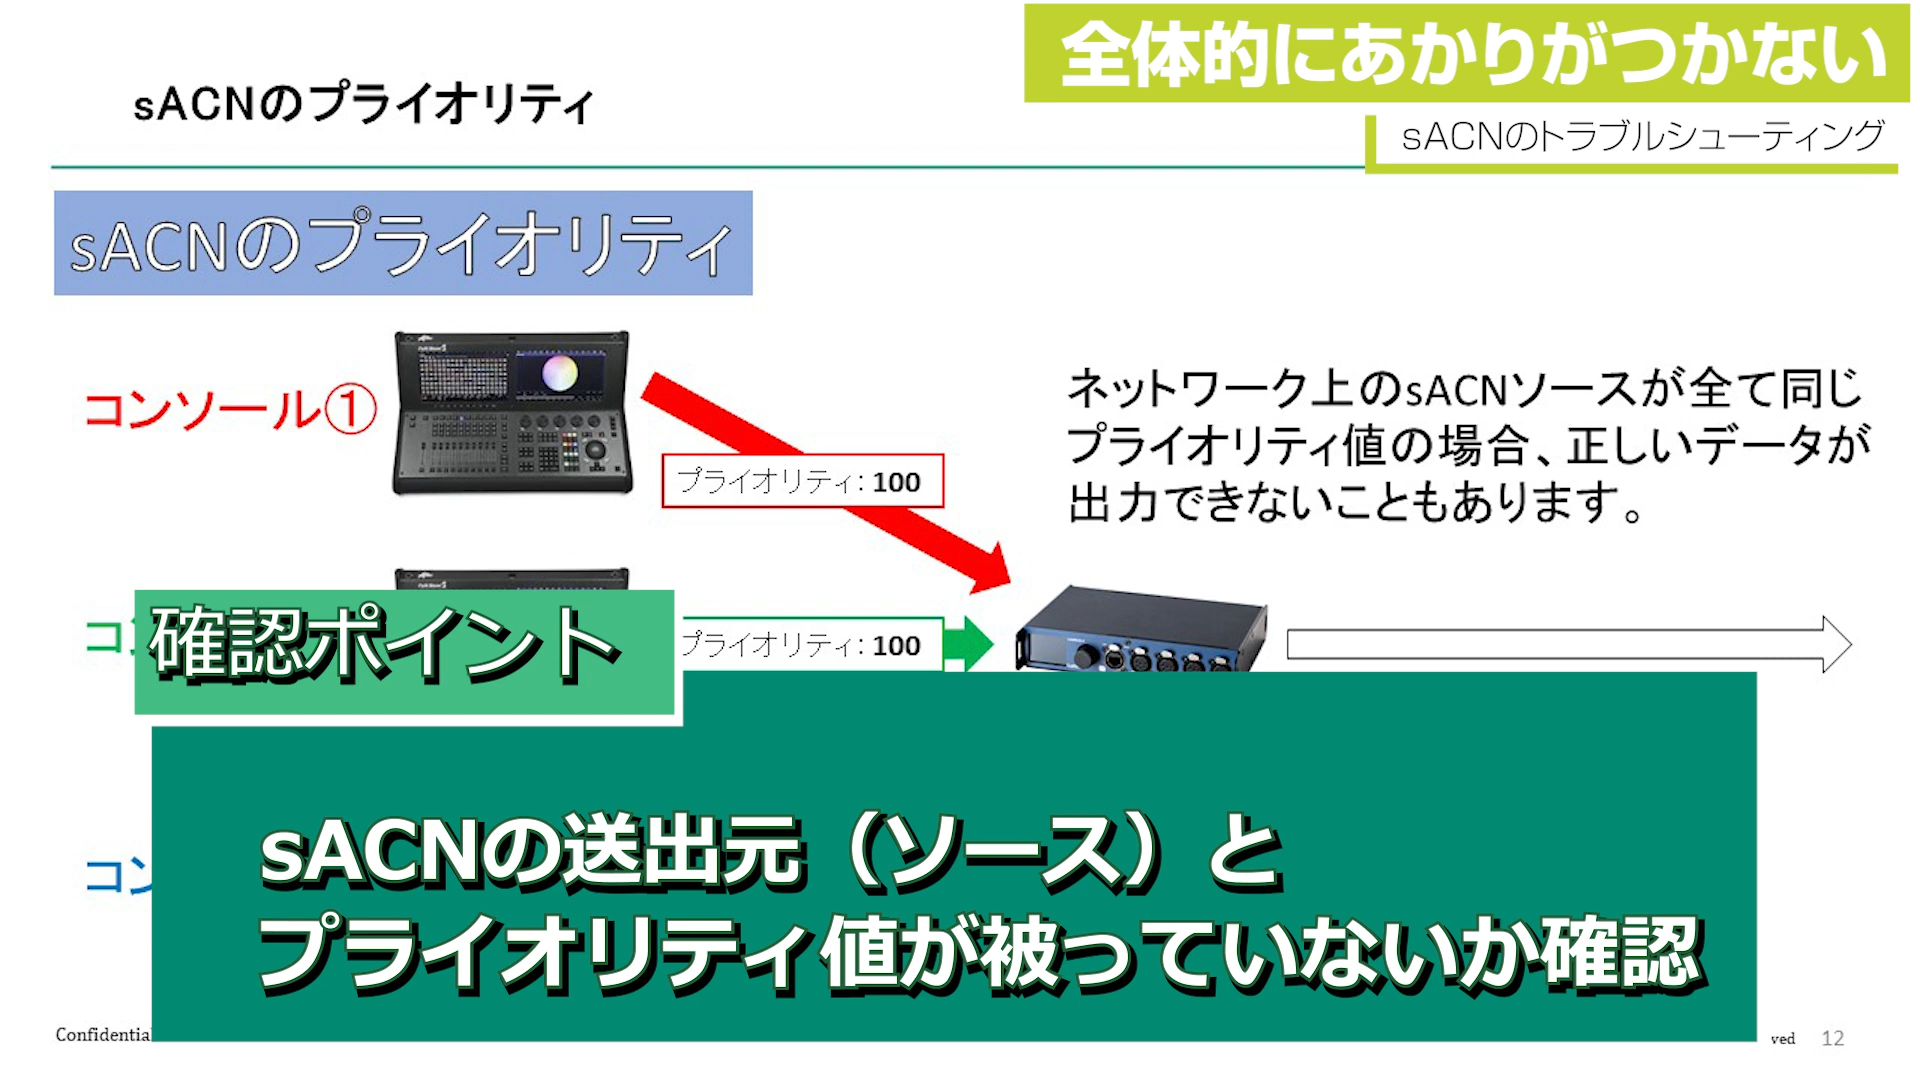 全体的にあかりがつかない
sACNのプライオリティ
sACNのトラブルシューティング
sACNのプライオリティ
コンソール①
プライオリティ: 100
ネットワーク上のsACNソースが全て同じ
プライオリティ値の場合、正しいデータが
出力できないこともあります。
コン
確認ポイント
プライオリティ: 100
コン
sACNの送出元（ソース）と
プライオリティ値が被っていないか確認
Confidential
ved
12